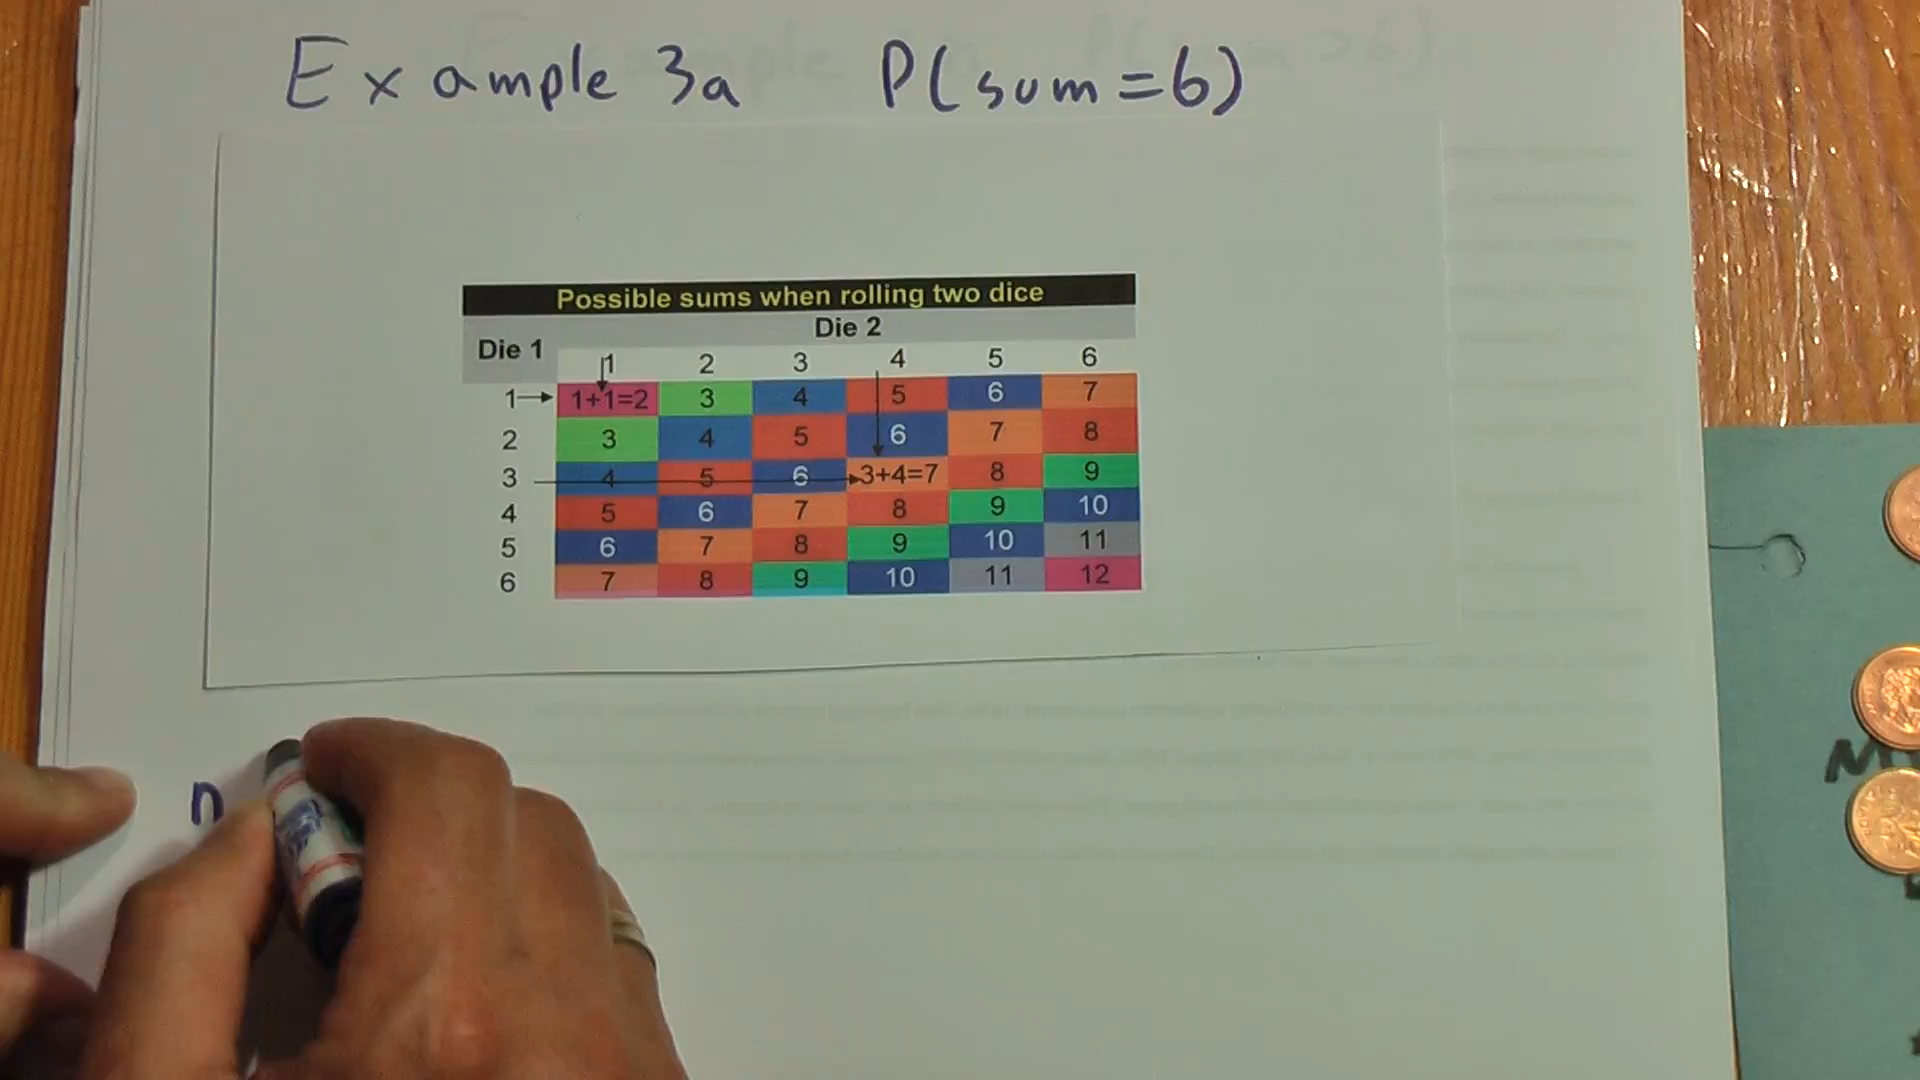 Example 3a P(sum=6)
Possible sums when rolling two dice
Die 2
Die 1
1 2 3 4 5 6
1 1+1=2 3 4 5 6 7
2 3 4 5 6 7 8
3 4 5 6 3+4=7 8 9
4 5 6 7 8 9 10
5 6 7 8 9 10 11
6 7 8 9 10 11 12
n